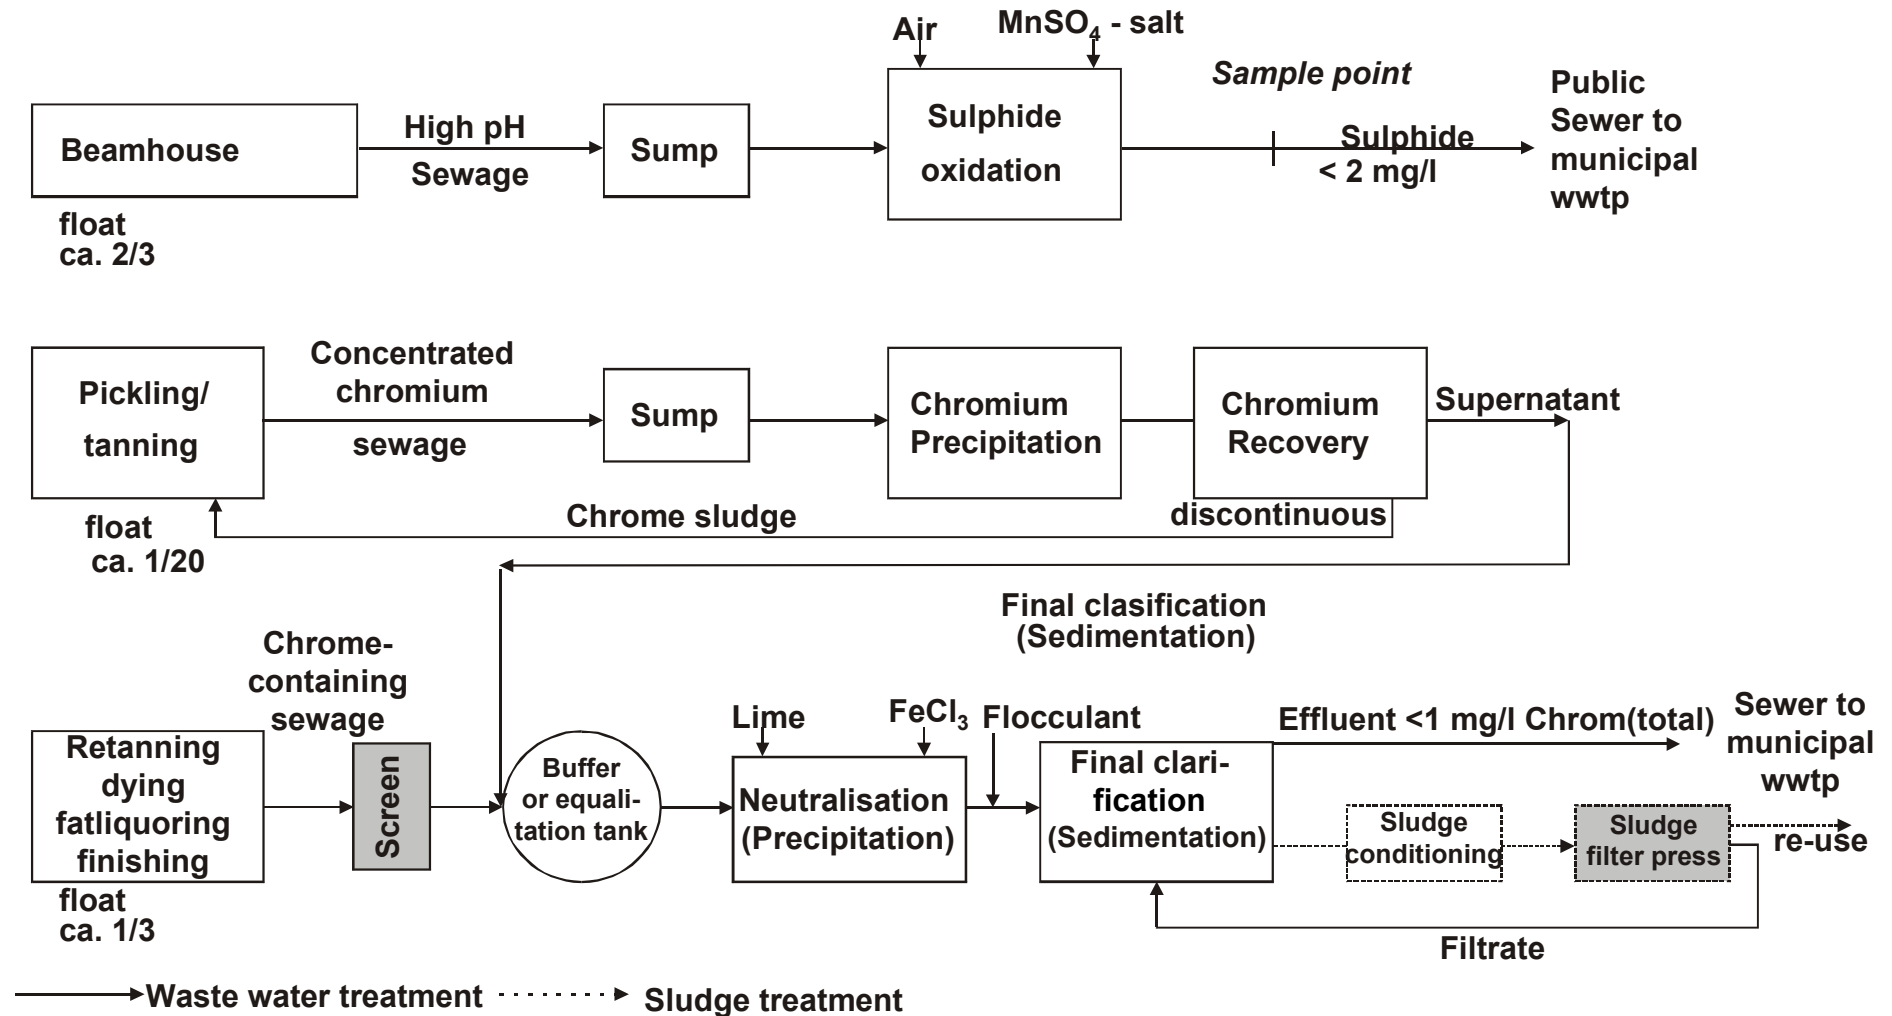 Air
MnSO₄ - salt
Sample point
Public
Sewer to
municipal
wwtp
Beamhouse
High pH
Sewage
Sump
Sulphide
oxidation
Sulphide
< 2 mg/l
float
ca. 2/3
Pickling/
tanning
Concentrated
chromium
sewage
Sump
Chromium
Precipitation
Chromium
Recovery
Supernatant
Chrome sludge
discontinuous
float
ca. 1/20
Final clasification
(Sedimentation)
Chrome-
containing
sewage
Retanning
dying
fatliquoring
finishing
Screen
Buffer
or equali-
tation tank
Lime
FeCl₃
Flocculant
Neutralisation
(Precipitation)
Final clari-
fication
(Sedimentation)
Effluent <1 mg/l Chrom(total)
Sewer to
municipal
wwtp
Sludge
conditioning
Sludge
filter press
re-use
float
ca. 1/3
Filtrate
Waste water treatment
Sludge treatment